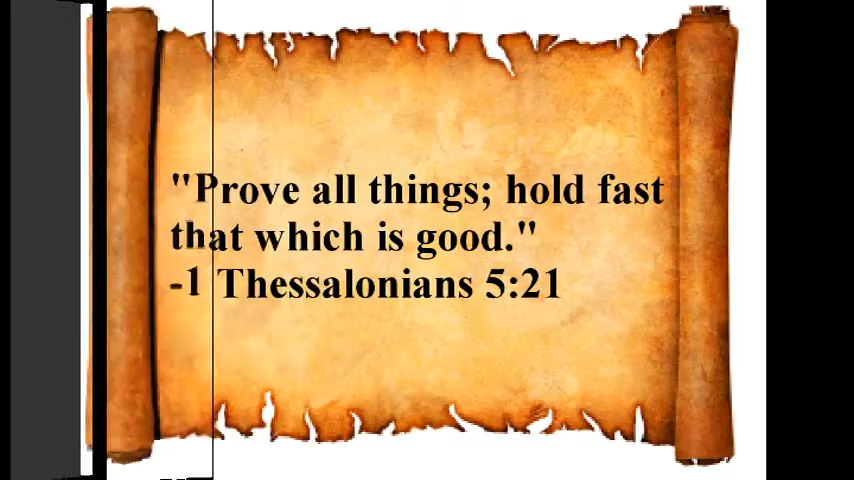 "Prove all things; hold fast
that which is good."
-1 Thessalonians 5:21